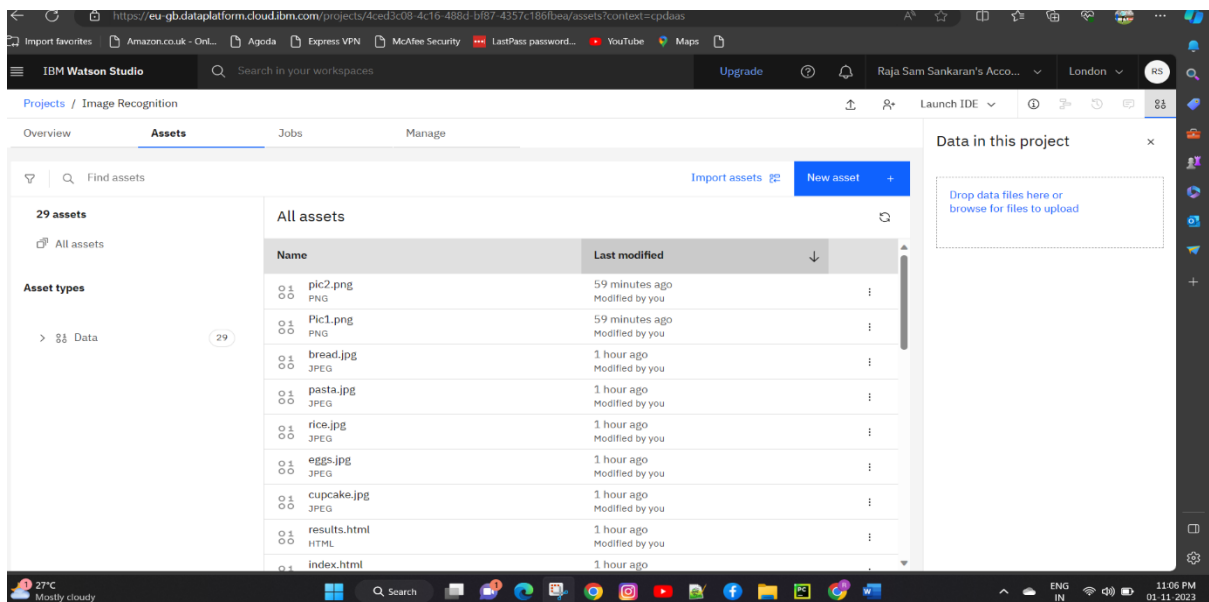 https://eu-gb.dataplatform.cloud.ibm.com/projects/4ced3c08-4c16-488d-bf87-4357c186fbea/assets?context=cpdaas
Import favorites Amazon.co.uk - Onl... Agoda Express VPN McAfee Security LastPass password... YouTube Maps
IBM Watson Studio Search in your workspaces Upgrade Raja Sam Sankaran's Acco... London RS
Projects / Image Recognition Launch IDE
Overview Assets Jobs Manage
Data in this project
Find assets Import assets New asset +
Drop data files here or
browse for files to upload
29 assets
All assets
Asset types
Data 29
All assets
Name Last modified
pic2.png 59 minutes ago
PNG Modified by you
Pic1.png 59 minutes ago
PNG Modified by you
bread.jpg 1 hour ago
JPEG Modified by you
pasta.jpg 1 hour ago
JPEG Modified by you
rice.jpg 1 hour ago
JPEG Modified by you
eggs.jpg 1 hour ago
JPEG Modified by you
cupcake.jpg 1 hour ago
JPEG Modified by you
results.html 1 hour ago
HTML Modified by you
index.html 1 hour ago
27°C
Mostly cloudy
Search
ENG
IN
11:06 PM
01-11-2023